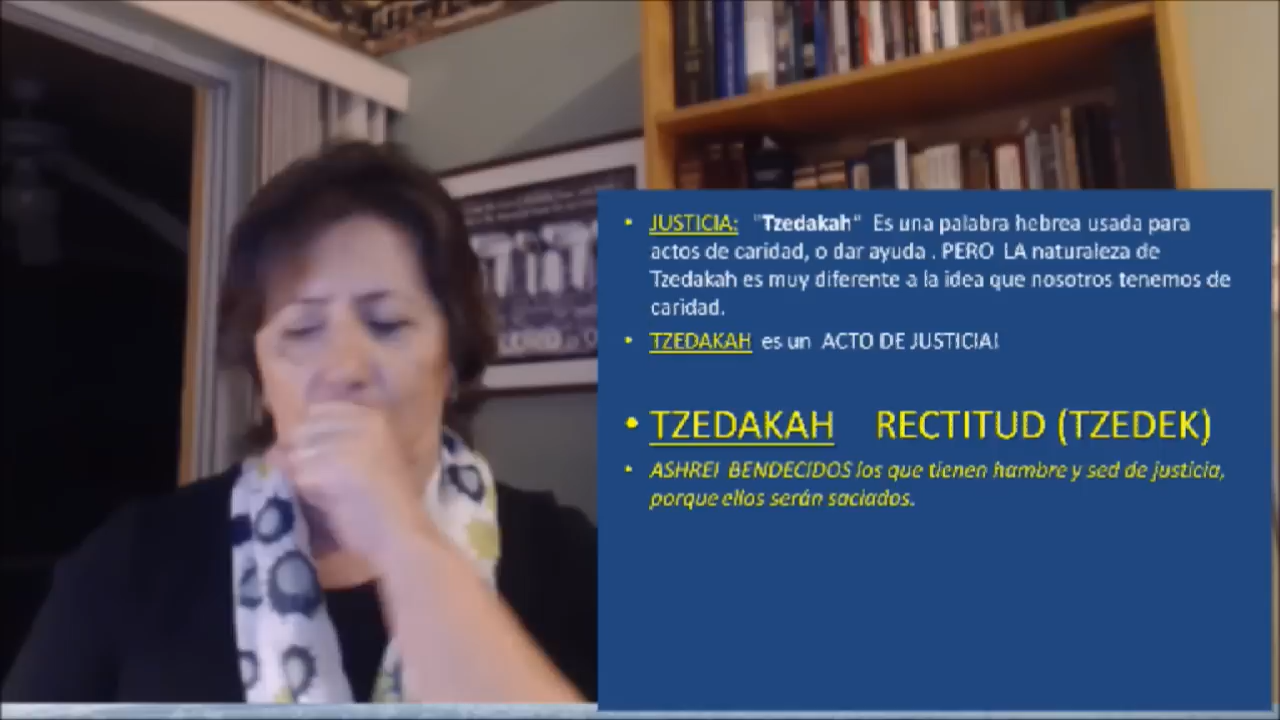 • JUSTICIA: "Tzedakah" Es una palabra hebrea usada para
actos de caridad, o dar ayuda . PERO LA naturaleza de
Tzedakah es muy diferente a la idea que nosotros tenemos de
caridad.
• TZEDAKAH es un ACTO DE JUSTICIA!
• TZEDAKAH RECTITUD (TZEDEK)
• ASHREI BENDECIDOS los que tienen hambre y sed de justicia,
porque ellos serán saciados.